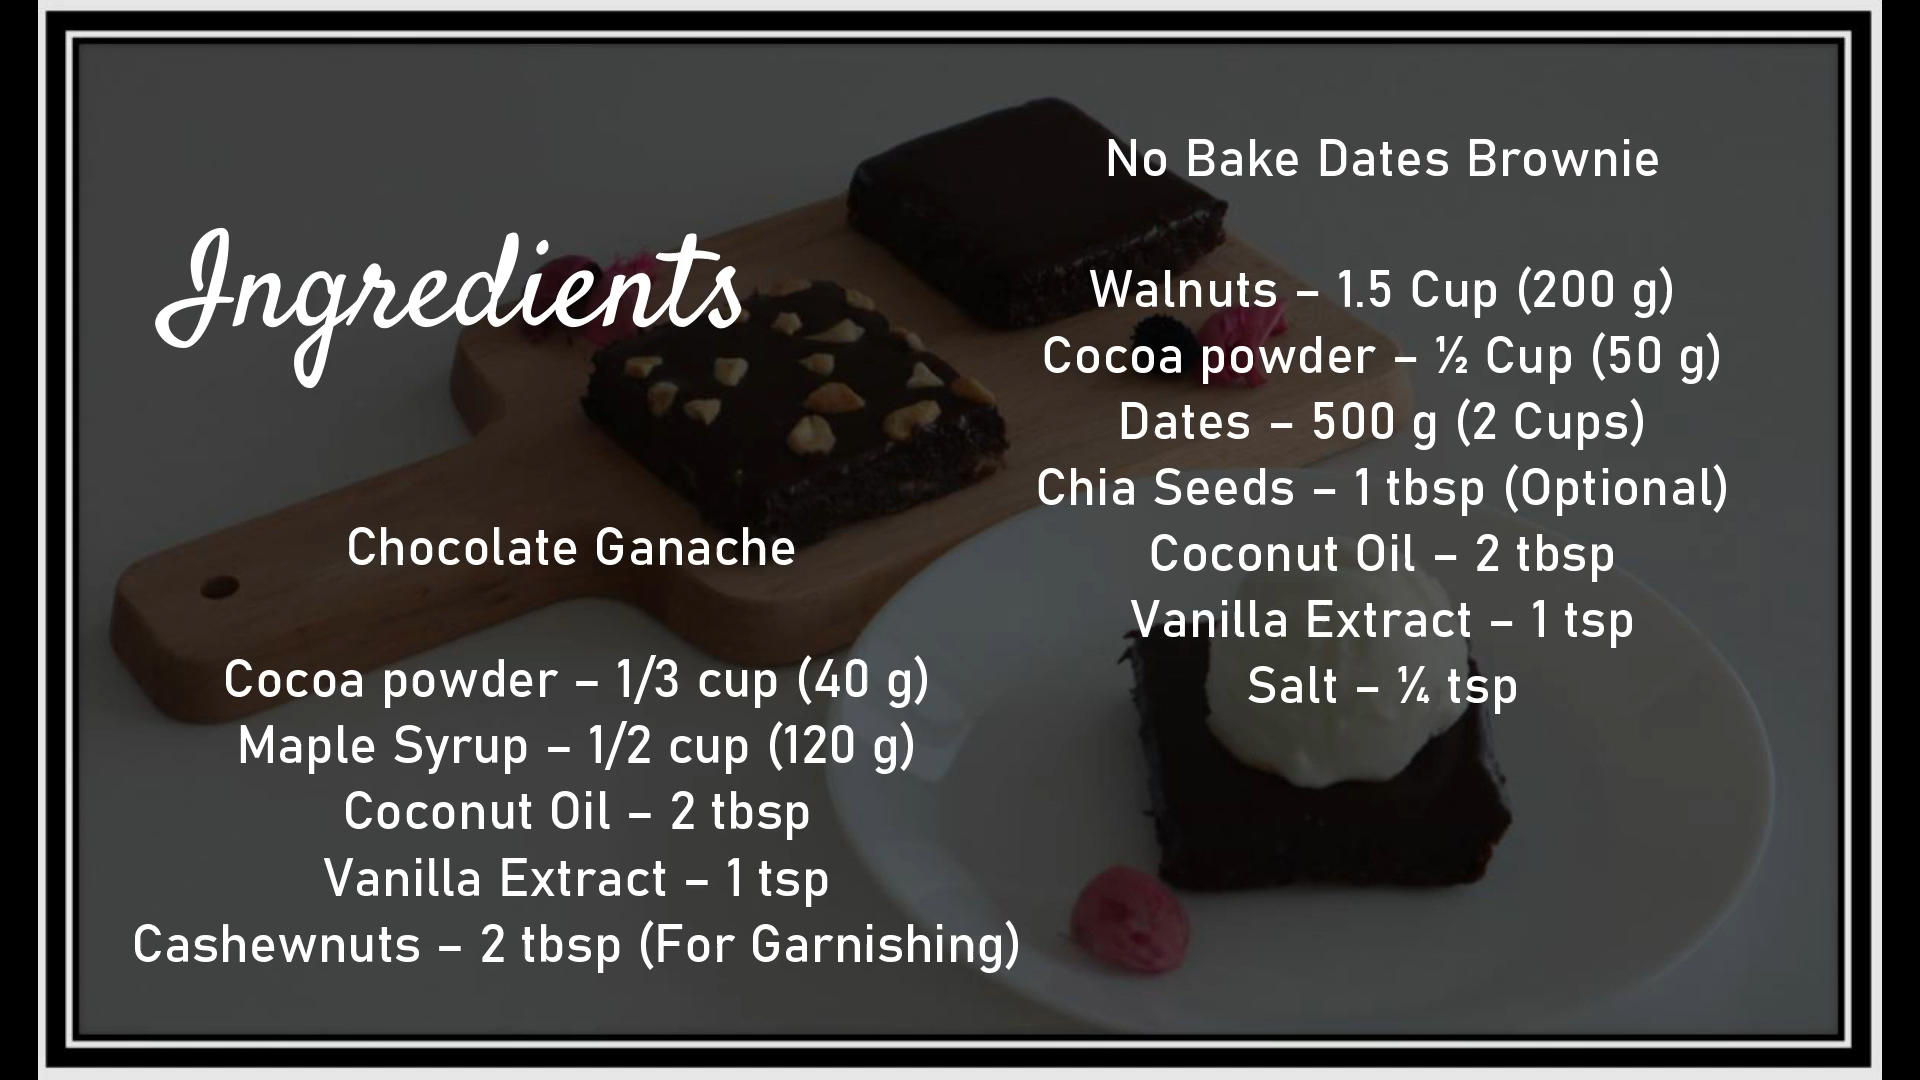 Ingredients
No Bake Dates Brownie
Walnuts – 1.5 Cup (200 g)
Cocoa powder – ½ Cup (50 g)
Dates – 500 g (2 Cups)
Chia Seeds – 1 tbsp (Optional)
Coconut Oil – 2 tbsp
Vanilla Extract – 1 tsp
Salt – ¼ tsp
Chocolate Ganache
Cocoa powder – 1/3 cup (40 g)
Maple Syrup – 1/2 cup (120 g)
Coconut Oil – 2 tbsp
Vanilla Extract – 1 tsp
Cashewnuts – 2 tbsp (For Garnishing)